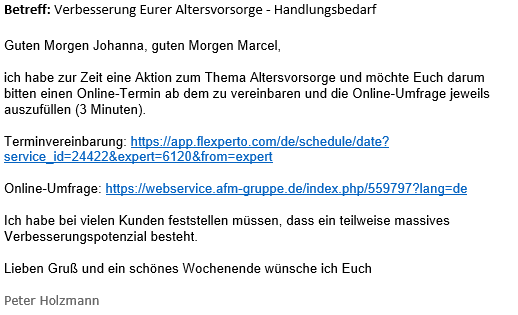 Betreff: Verbesserung Eurer Altersvorsorge - Handlungsbedarf
Guten Morgen Johanna, guten Morgen Marcel,
ich habe zur Zeit eine Aktion zum Thema Altersvorsorge und möchte Euch darum
bitten einen Online-Termin ab dem zu vereinbaren und die Online-Umfrage jeweils
auszufüllen (3 Minuten).
Terminvereinbarung: https://app.flexperto.com/de/schedule/date?
service_id=24422&expert=6120&from=expert
Online-Umfrage: https://webservice.afm-gruppe.de/index.php/559797?lang=de
Ich habe bei vielen Kunden feststellen müssen, dass ein teilweise massives
Verbesserungspotenzial besteht.
Lieben Gruß und ein schönes Wochenende wünsche ich Euch
Peter Holzmann